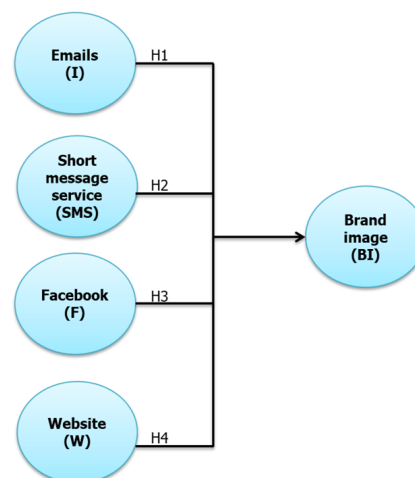 Emails
(I)
H1
Short
message
service
(SMS)
H2
Brand
image
(BI)
Facebook
(F)
H3
Website
(W)
H4